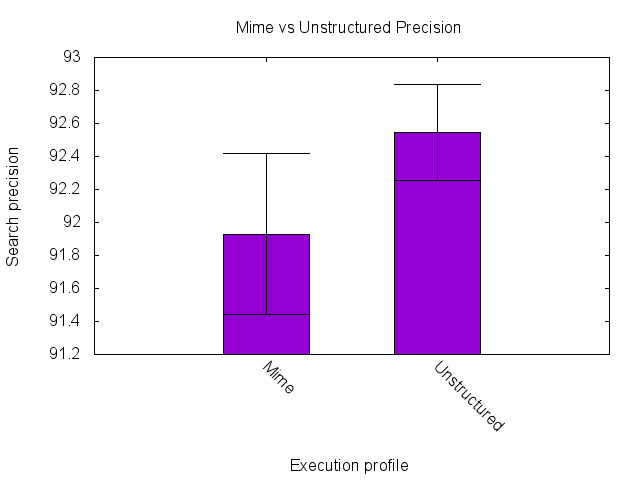 Mime vs Unstructured Precision
93
92.8
92.6
92.4
92.2
92
91.8
91.6
91.4
91.2
Search precision
Mime
Unstructured
Execution profile